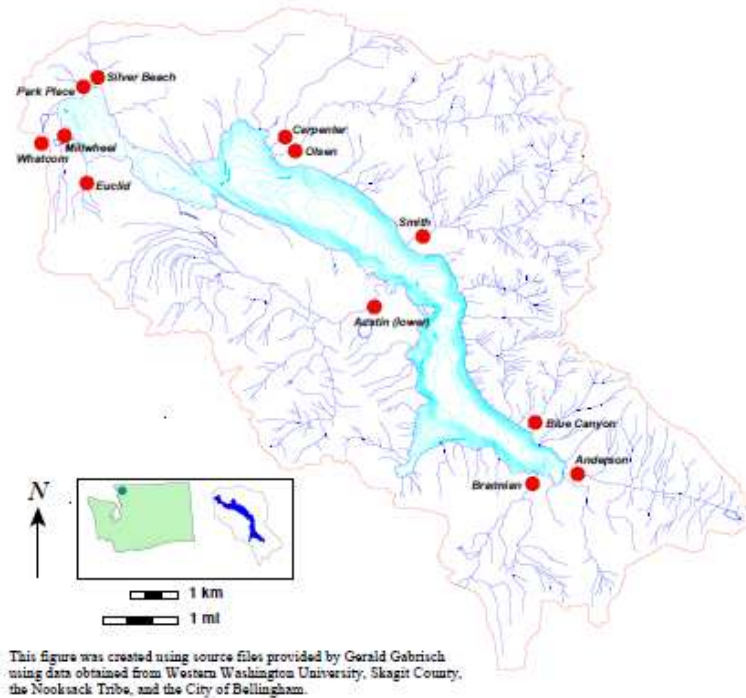 Silver Beach
Park Place
Carpenter
Millwheel
Whatcom
Olsen
Euclid
Smith
Austin (lower)
Blue Canyon
Anderson
Brannian
N
1 km
1 mi
This figure was created using source files provided by Gerald Gabrisch
using data obtained from Western Washington University, Skagit County,
the Nooksack Tribe, and the City of Bellingham.